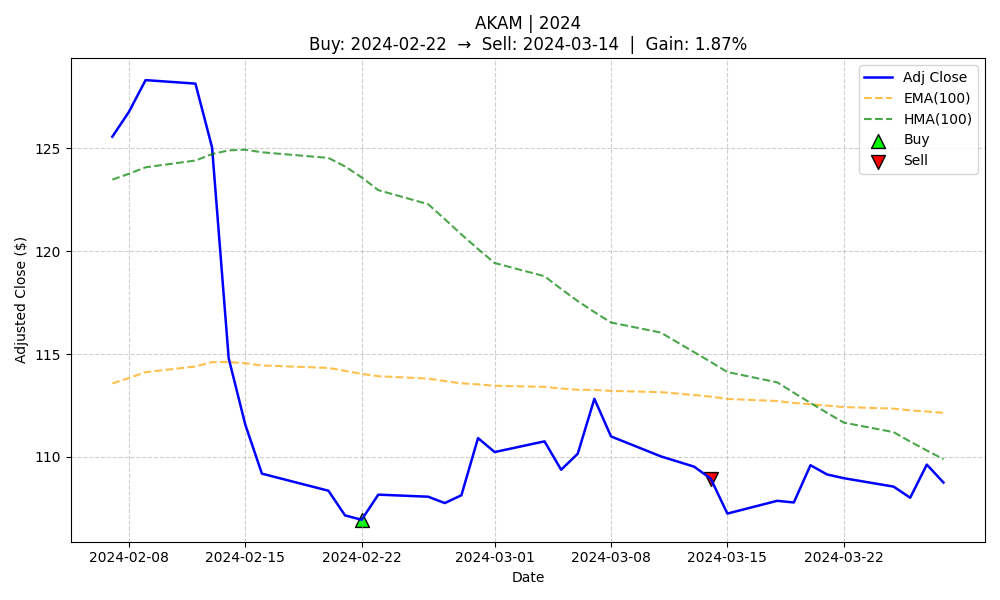 AKAM | 2024
Buy: 2024-02-22 → Sell: 2024-03-14 | Gain: 1.87%
Adj Close
EMA(100)
HMA(100)
Buy
Sell
Adjusted Close ($)
125
120
115
110
2024-02-08
2024-02-15
2024-02-22
2024-03-01
2024-03-08
2024-03-15
2024-03-22
Date